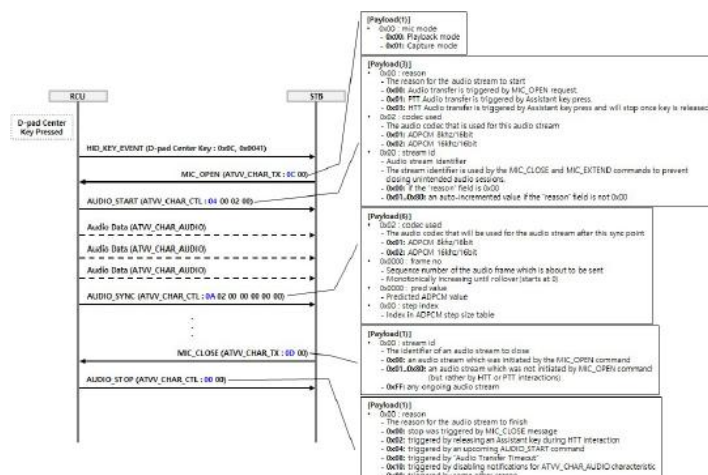 [Payload(1)]
• 0x00 : mic mode
- 0x00: Playback mode
- 0x01: Capture mode
[Payload(3)]
• 0x00 : reason
- The reason for the audio stream to start
- 0x00: Audio transfer is triggered by MIC_OPEN request.
- 0x01: PTT Audio transfer is triggered by Assistant key press.
- 0x03: HTT Audio transfer is triggered by Assistant key press and will stop once key is released
• 0x02 : codec used
- The audio codec that is used for this audio stream
- 0x01: ADPCM 8khz/16bit
- 0x02: ADPCM 16khz/16bit
• 0x00 : stream id
- Audio stream identifier
- The stream identifier is used by the MIC_CLOSE and MIC_EXTEND commands to prevent
closing unintended audio sessions.
- 0x00: if the "reason" field is 0x00
- 0x01..0x80: an auto-incremented value if the "reason" field is not 0x00
RCU
STB
D-pad Center
Key Pressed
HID_KEY_EVENT (D-pad Center Key : 0x0C, 0x0041)
MIC_OPEN (ATVV_CHAR_TX : 0C 00)
AUDIO_START (ATVV_CHAR_CTL : 04 00 02 00)
Audio Data (ATVV_CHAR_AUDIO)
Audio Data (ATVV_CHAR_AUDIO)
Audio Data (ATVV_CHAR_AUDIO)
AUDIO_SYNC (ATVV_CHAR_CTL : 0A 02 00 00 00 00 00)
MIC_CLOSE (ATVV_CHAR_TX : 0D 00)
AUDIO_STOP (ATVV_CHAR_CTL : 00 00)
[Payload(6)]
• 0x02 : codec used
- The audio codec that will be used for the audio stream after this sync point
- 0x01: ADPCM 8khz/16bit
- 0x02: ADPCM 16khz/16bit
• 0x0000 : frame no
- Sequence number of the audio frame which is about to be sent
- Monotonically increasing until rollover (starts at 0)
• 0x0000 : pred value
- Predicted ADPCM value
• 0x00 : step index
- Index in ADPCM step size table
[Payload(1)]
• 0x00 : stream id
- The identifier of an audio stream to close
- 0x00: an audio stream which was initiated by the MIC_OPEN command
- 0x01..0x80: an audio stream which was not initiated by MIC_OPEN command
(but rather by HTT or PTT interactions)
- 0xFF: any ongoing audio stream
[Payload(1)]
• 0x00 : reason
- The reason for the audio stream to finish
- 0x00: stop was triggered by MIC_CLOSE message
- 0x02: triggered by releasing an Assistant key during HTT interaction
- 0x04: triggered by an upcoming AUDIO_START command
- 0x08: triggered by "Audio Transfer Timeout"
- 0x10: triggered by disabling notifications for ATVV_CHAR_AUDIO characteristic